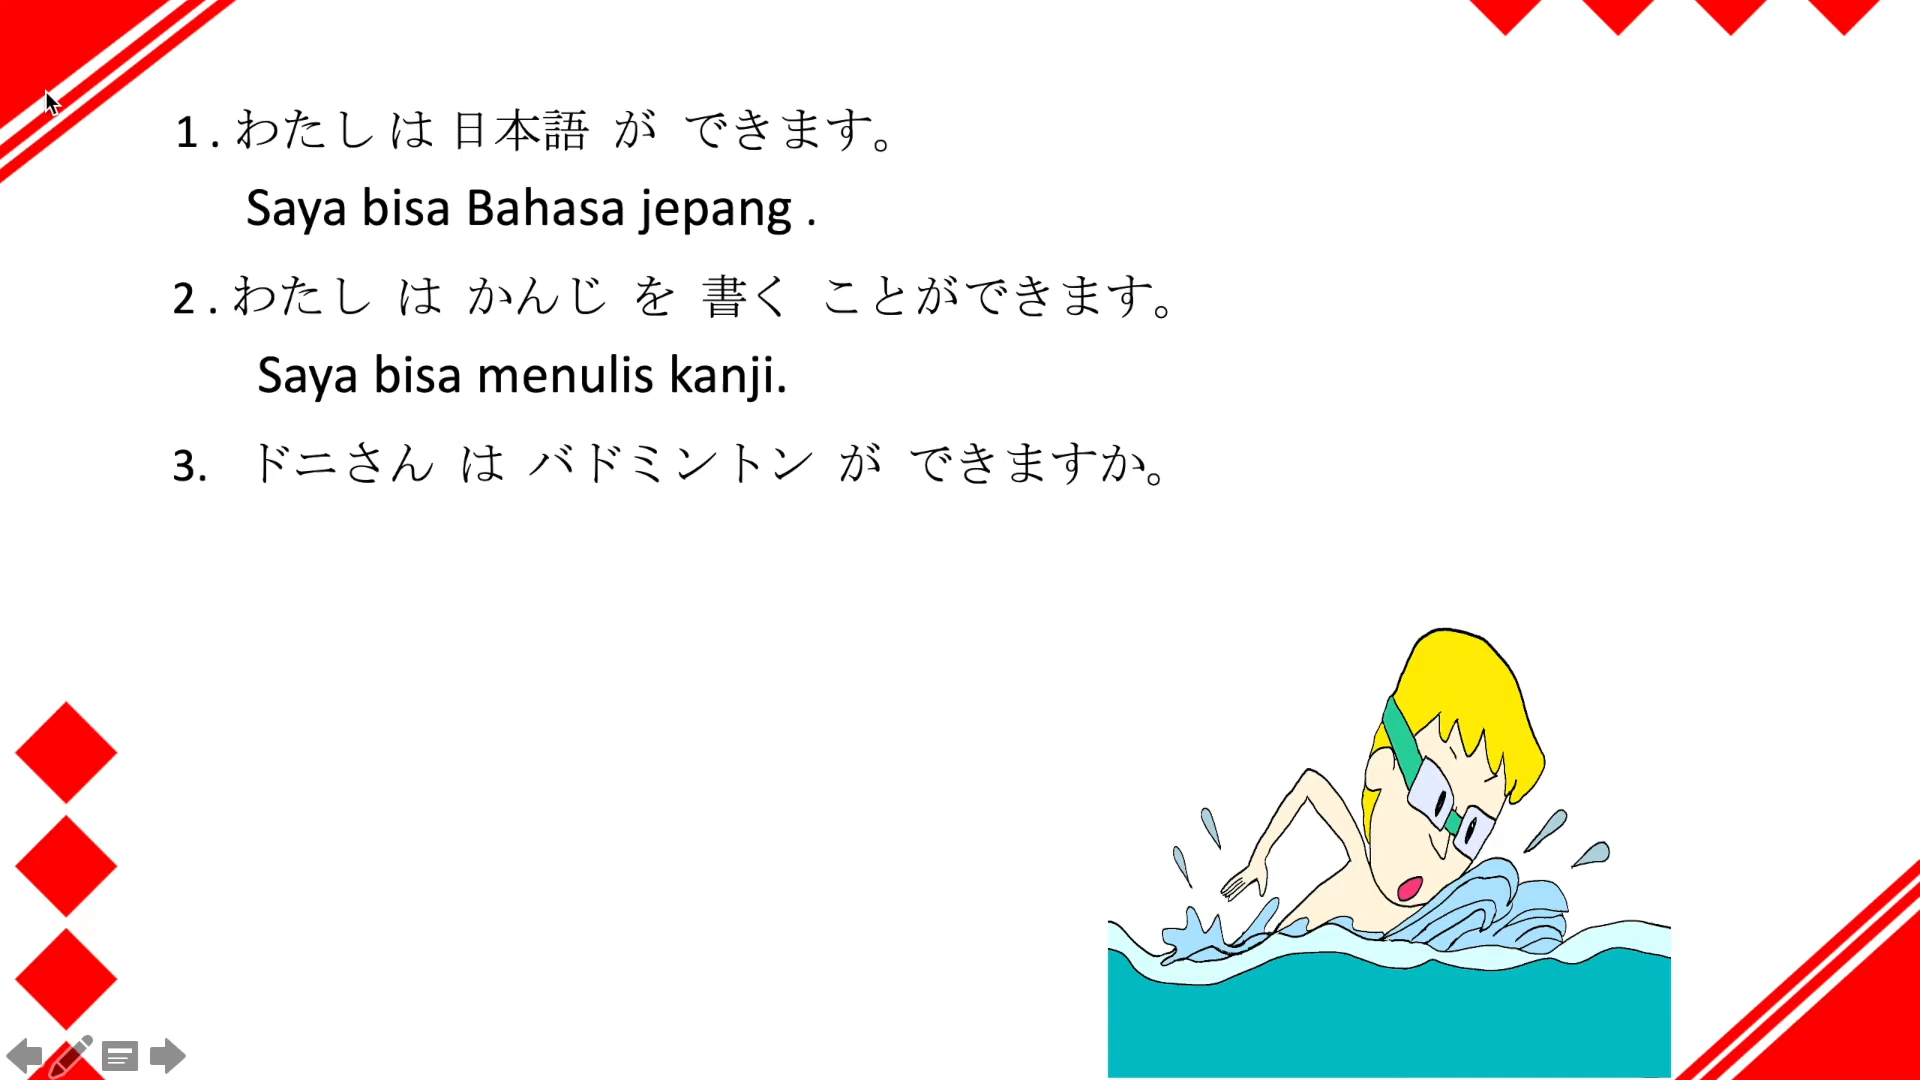 1 . わたし は 日本語 が できます。
Saya bisa Bahasa jepang .
2 . わたし は かんじ を 書く ことができます。
Saya bisa menulis kanji.
3. ドニさん は バドミントン が できますか。